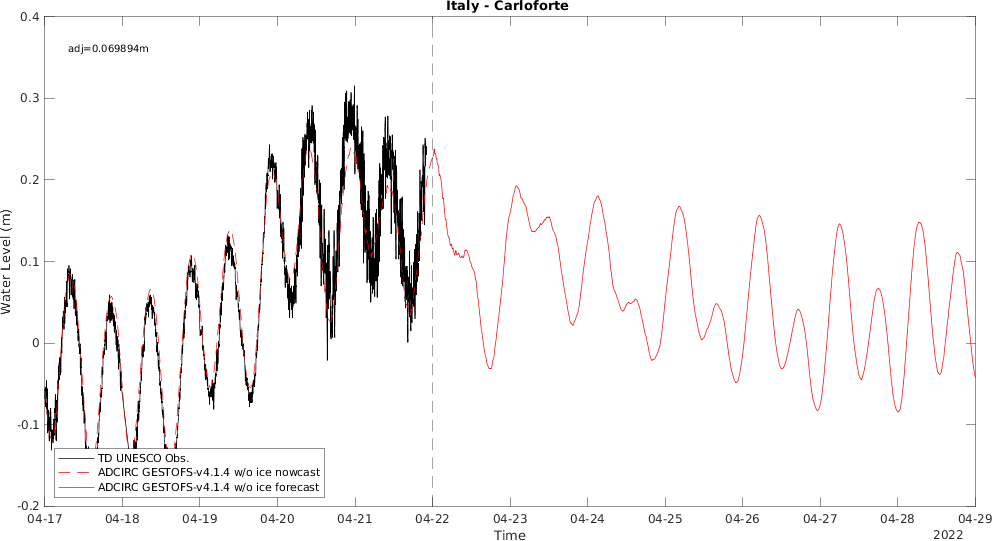 Italy - Carloforte
adj=0.069894m
0.4
0.3
0.2
0.1
0
-0.1
-0.2
Water Level (m)
TD UNESCO Obs.
ADCIRC GESTOFS-v4.1.4 w/o ice nowcast
ADCIRC GESTOFS-v4.1.4 w/o ice forecast
04-17 04-18 04-19 04-20 04-21 04-22 04-23 04-24 04-25 04-26 04-27 04-28 04-29
Time
2022